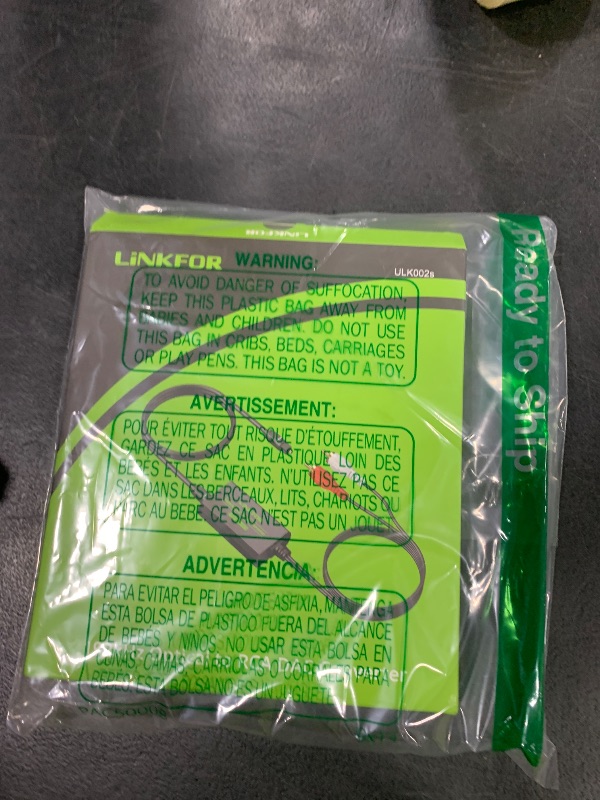 LINKFOR
LINKFOR WARNING:
ULK002s
TO AVOID DANGER OF SUFFOCATION,
KEEP THIS PLASTIC BAG AWAY FROM
BABIES AND CHILDREN. DO NOT USE
THIS BAG IN CRIBS, BEDS, CARRIAGES
OR PLAY PENS. THIS BAG IS NOT A TOY.
AVERTISSEMENT:
POUR ÉVITER TOUT RISQUE D'ÉTOUFFEMENT,
GARDEZ CE SAC EN PLASTIQUE LOIN DES
BÉBÉS ET LES ENFANTS. N'UTILISEZ PAS CE
SAC DANS LES BERCEAUX, LITS, CHARIOTS OU
PARC AU BÉBÉ. CE SAC N'EST PAS UN JOUET.
ADVERTENCIA:
PARA EVITAR EL PELIGRO DE ASFIXIA, MANTENGA
ESTA BOLSA DE PLASTICO FUERA DEL ALCANCE
DE BEBÉS Y NIÑOS. NO USAR ESTA BOLSA EN
CUNAS, CAMAS, CARRIOLAS O CORRALES PARA
BEBÉS. ESTA BOLSA NO ES UN JUGUETE.
Ready to Ship